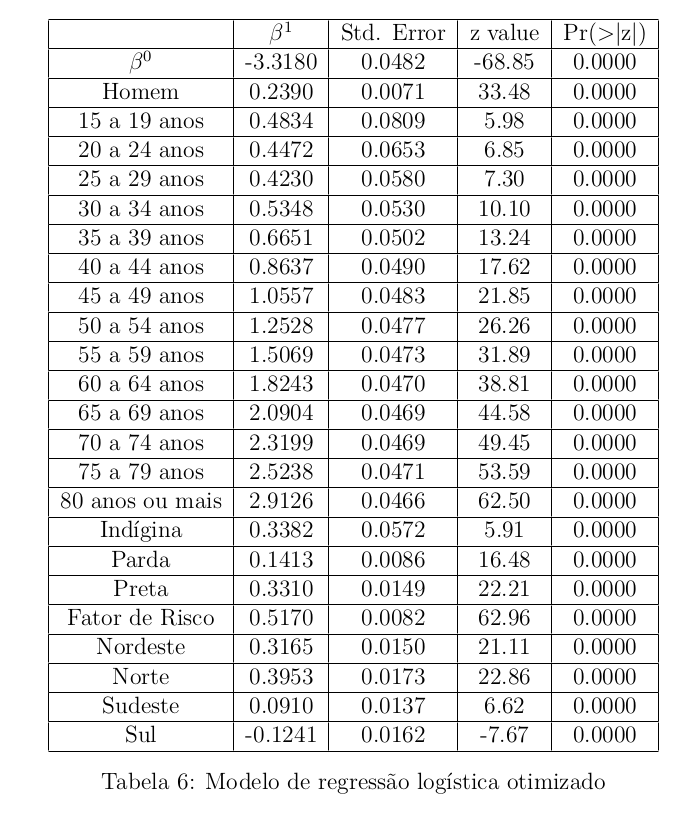 β¹ Std. Error z value Pr(>|z|)
β⁰ -3.3180 0.0482 -68.85 0.0000
Homem 0.2390 0.0071 33.48 0.0000
15 a 19 anos 0.4834 0.0809 5.98 0.0000
20 a 24 anos 0.4472 0.0653 6.85 0.0000
25 a 29 anos 0.4230 0.0580 7.30 0.0000
30 a 34 anos 0.5348 0.0530 10.10 0.0000
35 a 39 anos 0.6651 0.0502 13.24 0.0000
40 a 44 anos 0.8637 0.0490 17.62 0.0000
45 a 49 anos 1.0557 0.0483 21.85 0.0000
50 a 54 anos 1.2528 0.0477 26.26 0.0000
55 a 59 anos 1.5069 0.0473 31.89 0.0000
60 a 64 anos 1.8243 0.0470 38.81 0.0000
65 a 69 anos 2.0904 0.0469 44.58 0.0000
70 a 74 anos 2.3199 0.0469 49.45 0.0000
75 a 79 anos 2.5238 0.0471 53.59 0.0000
80 anos ou mais 2.9126 0.0466 62.50 0.0000
Indígina 0.3382 0.0572 5.91 0.0000
Parda 0.1413 0.0086 16.48 0.0000
Preta 0.3310 0.0149 22.21 0.0000
Fator de Risco 0.5170 0.0082 62.96 0.0000
Nordeste 0.3165 0.0150 21.11 0.0000
Norte 0.3953 0.0173 22.86 0.0000
Sudeste 0.0910 0.0137 6.62 0.0000
Sul -0.1241 0.0162 -7.67 0.0000
Tabela 6: Modelo de regressão logística otimizado